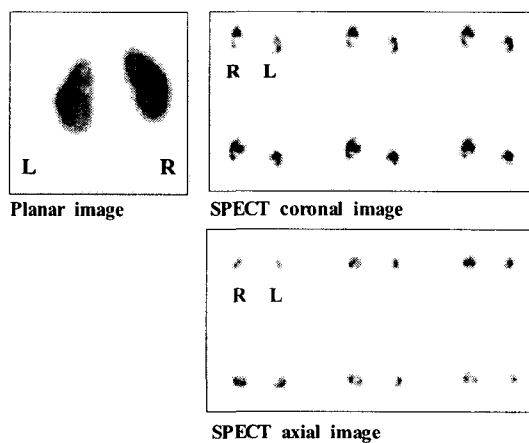 L R
Planar image
R L
SPECT coronal image
R L
SPECT axial image